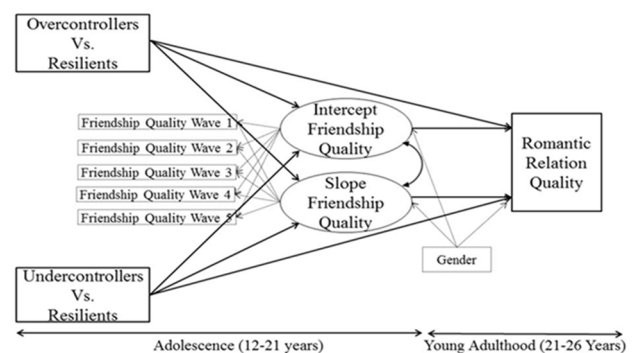 Overcontrollers
Vs.
Resilients
Friendship Quality Wave 1
Friendship Quality Wave 2
Friendship Quality Wave 3
Friendship Quality Wave 4
Friendship Quality Wave 5
Intercept
Friendship
Quality
Slope
Friendship
Quality
Romantic
Relation
Quality
Gender
Undercontrollers
Vs.
Resilients
Adolescence (12-21 years)
Young Adulthood (21-26 Years)